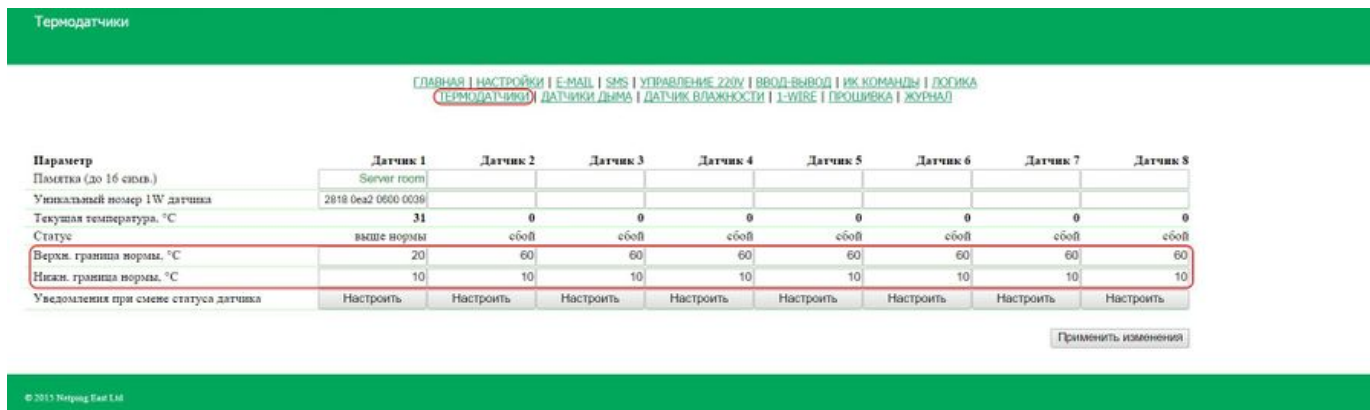 Термодатчики
ГЛАВНАЯ | НАСТРОЙКИ | E-MAIL | SMS | УПРАВЛЕНИЕ 220V | ВВОД-ВЫВОД | ИК КОМАНДЫ | ЛОГИКА
ТЕРМОДАТЧИКИ | ДАТЧИКИ ДЫМА | ДАТЧИК ВЛАЖНОСТИ | 1-WIRE | ПРОШИВКА | ЖУРНАЛ
Параметр Датчик 1 Датчик 2 Датчик 3 Датчик 4 Датчик 5 Датчик 6 Датчик 7 Датчик 8
Памятка (до 16 симв.) Server room
Уникальный номер 1W датчика 2818 0ea2 0600 0039
Текущая температура, °C 31 0 0 0 0 0 0 0
Статус выше нормы сбой сбой сбой сбой сбой сбой сбой
Верхн. граница нормы, °C 20 60 60 60 60 60 60 60
Нижн. граница нормы, °C 10 10 10 10 10 10 10 10
Уведомления при смене статуса датчика Настроить Настроить Настроить Настроить Настроить Настроить Настроить Настроить
Применить изменения
© 2015 Netping East Ltd